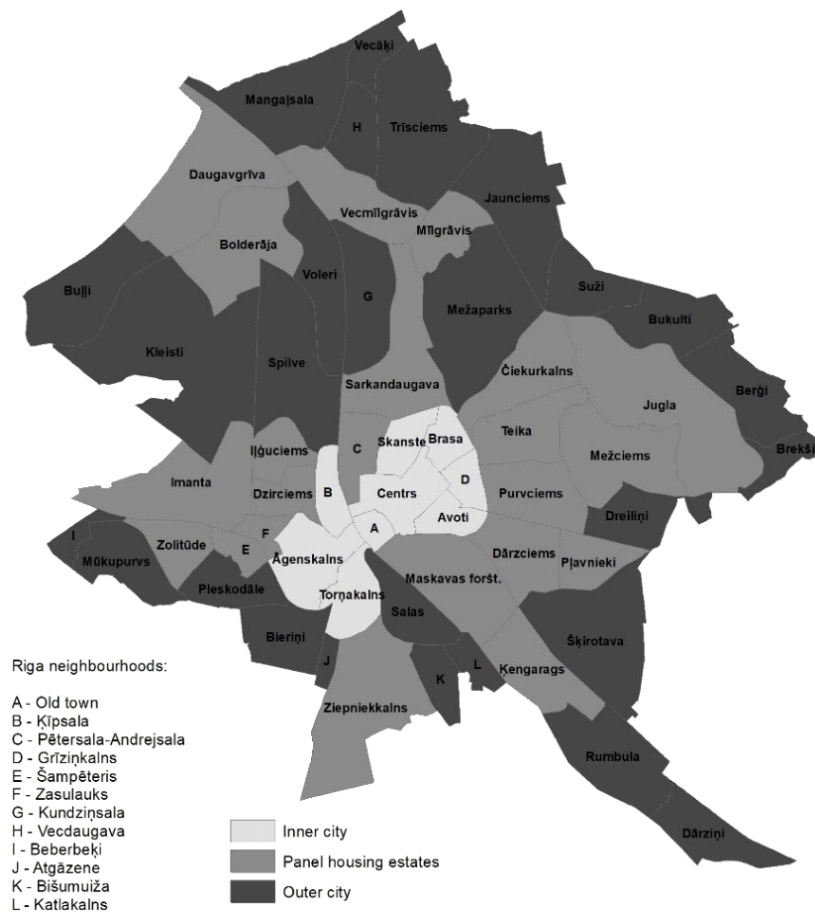 Vecāķi
Mangaļsala
H
Trīsciems
Daugavgrīva
Jaunciems
Vecmīlgrāvis
Mīlgrāvis
Bolderāja
Voleri
Buļļi
G
Mežaparks
Suži
Bukulti
Kleisti
Spilve
Čiekurkalns
Sarkandaugava
Berģi
Jugla
Skanste
Brasa
Teika
Iļģuciems
C
Mežciems
Brekši
Imanta
Dzirciems
B
Centrs
D
Purvciems
Avoti
Dreiliņi
I
F
A
Zolitūde
E
Āgenskalns
Dārzciems
Pļavnieki
Mūkupurvs
Pleskodāle
Maskavas foršt.
Torņakalns
Salas
Bieriņi
Šķirotava
J
L
Ķengarags
K
Ziepniekkalns
Rumbula
Dārziņi
Riga neighbourhoods:
A - Old town
B - Ķīpsala
C - Pētersala-Andrejsala
D - Grīziņkalns
E - Šampēteris
F - Zasulauks
G - Kundziņsala
H - Vecdaugava
I - Beberbeķi
J - Atgāzene
K - Bišumuiža
L - Katlakalns
Inner city
Panel housing estates
Outer city